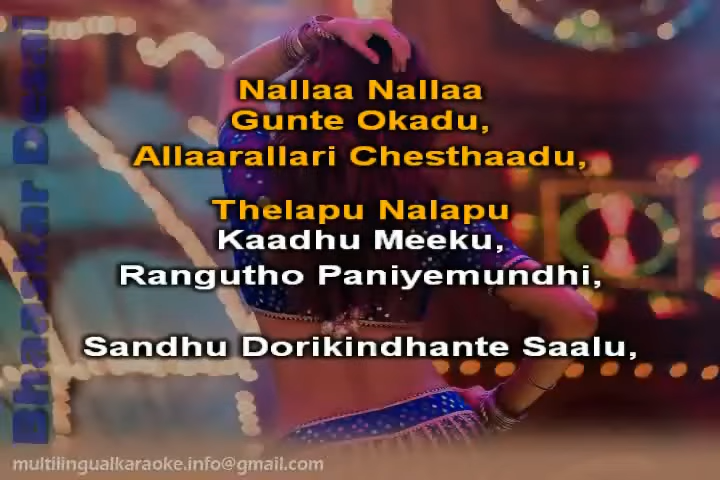 Nallaa Nallaa
Gunte Okadu,
Allaarallari Chesthaadu,
Thelapu Nalapu
Kaadhu Meeku,
Rangutho Paniyemundhi,
Sandhu Dorikindhante Saalu,
Bhaaskar Desai
multilingualkaraoke.info@gmail.com